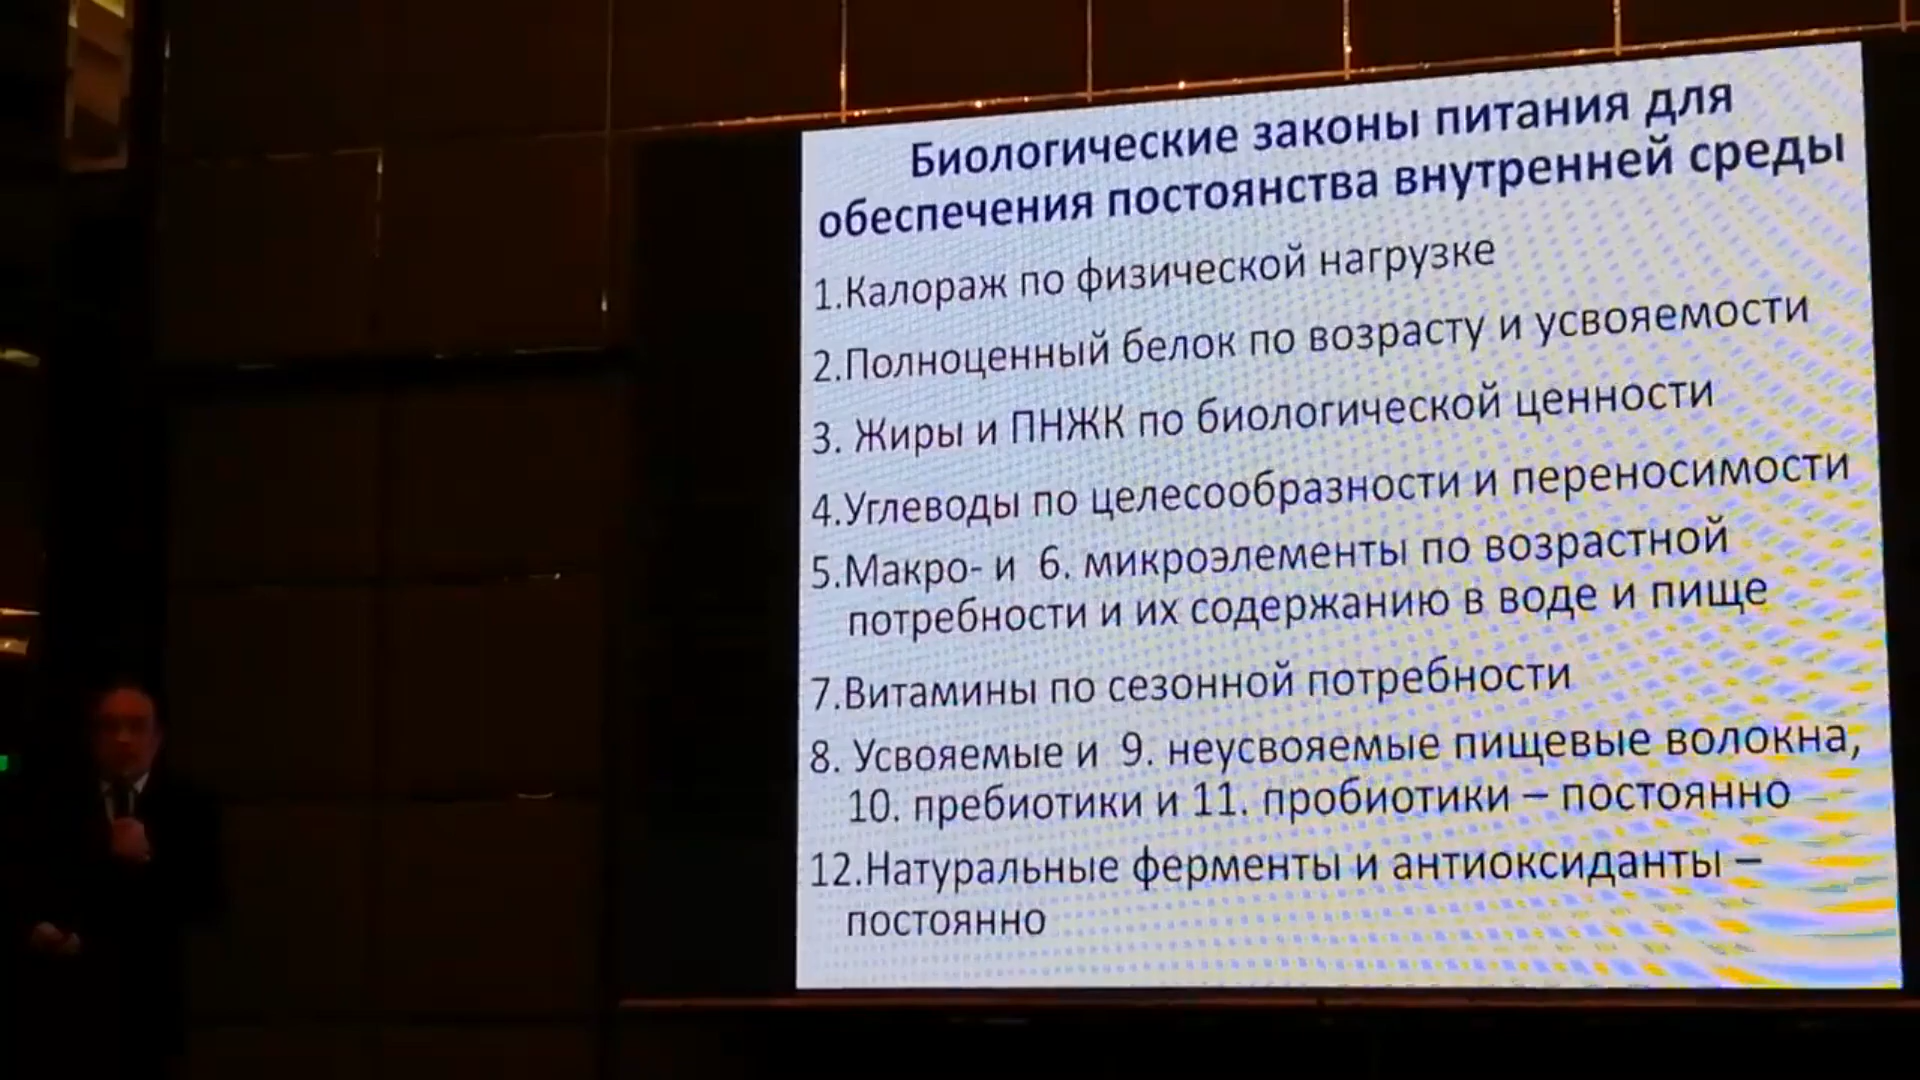 Биологические законы питания для
обеспечения постоянства внутренней среды
1.Калораж по физической нагрузке
2.Полноценный белок по возрасту и усвояемости
3. Жиры и ПНЖК по биологической ценности
4.Углеводы по целесообразности и переносимости
5.Макро- и 6. микроэлементы по возрастной
потребности и их содержанию в воде и пище
7.Витамины по сезонной потребности
8. Усвояемые и 9. неусвояемые пищевые волокна,
10. пребиотики и 11. пробиотики – постоянно
12.Натуральные ферменты и антиоксиданты –
постоянно